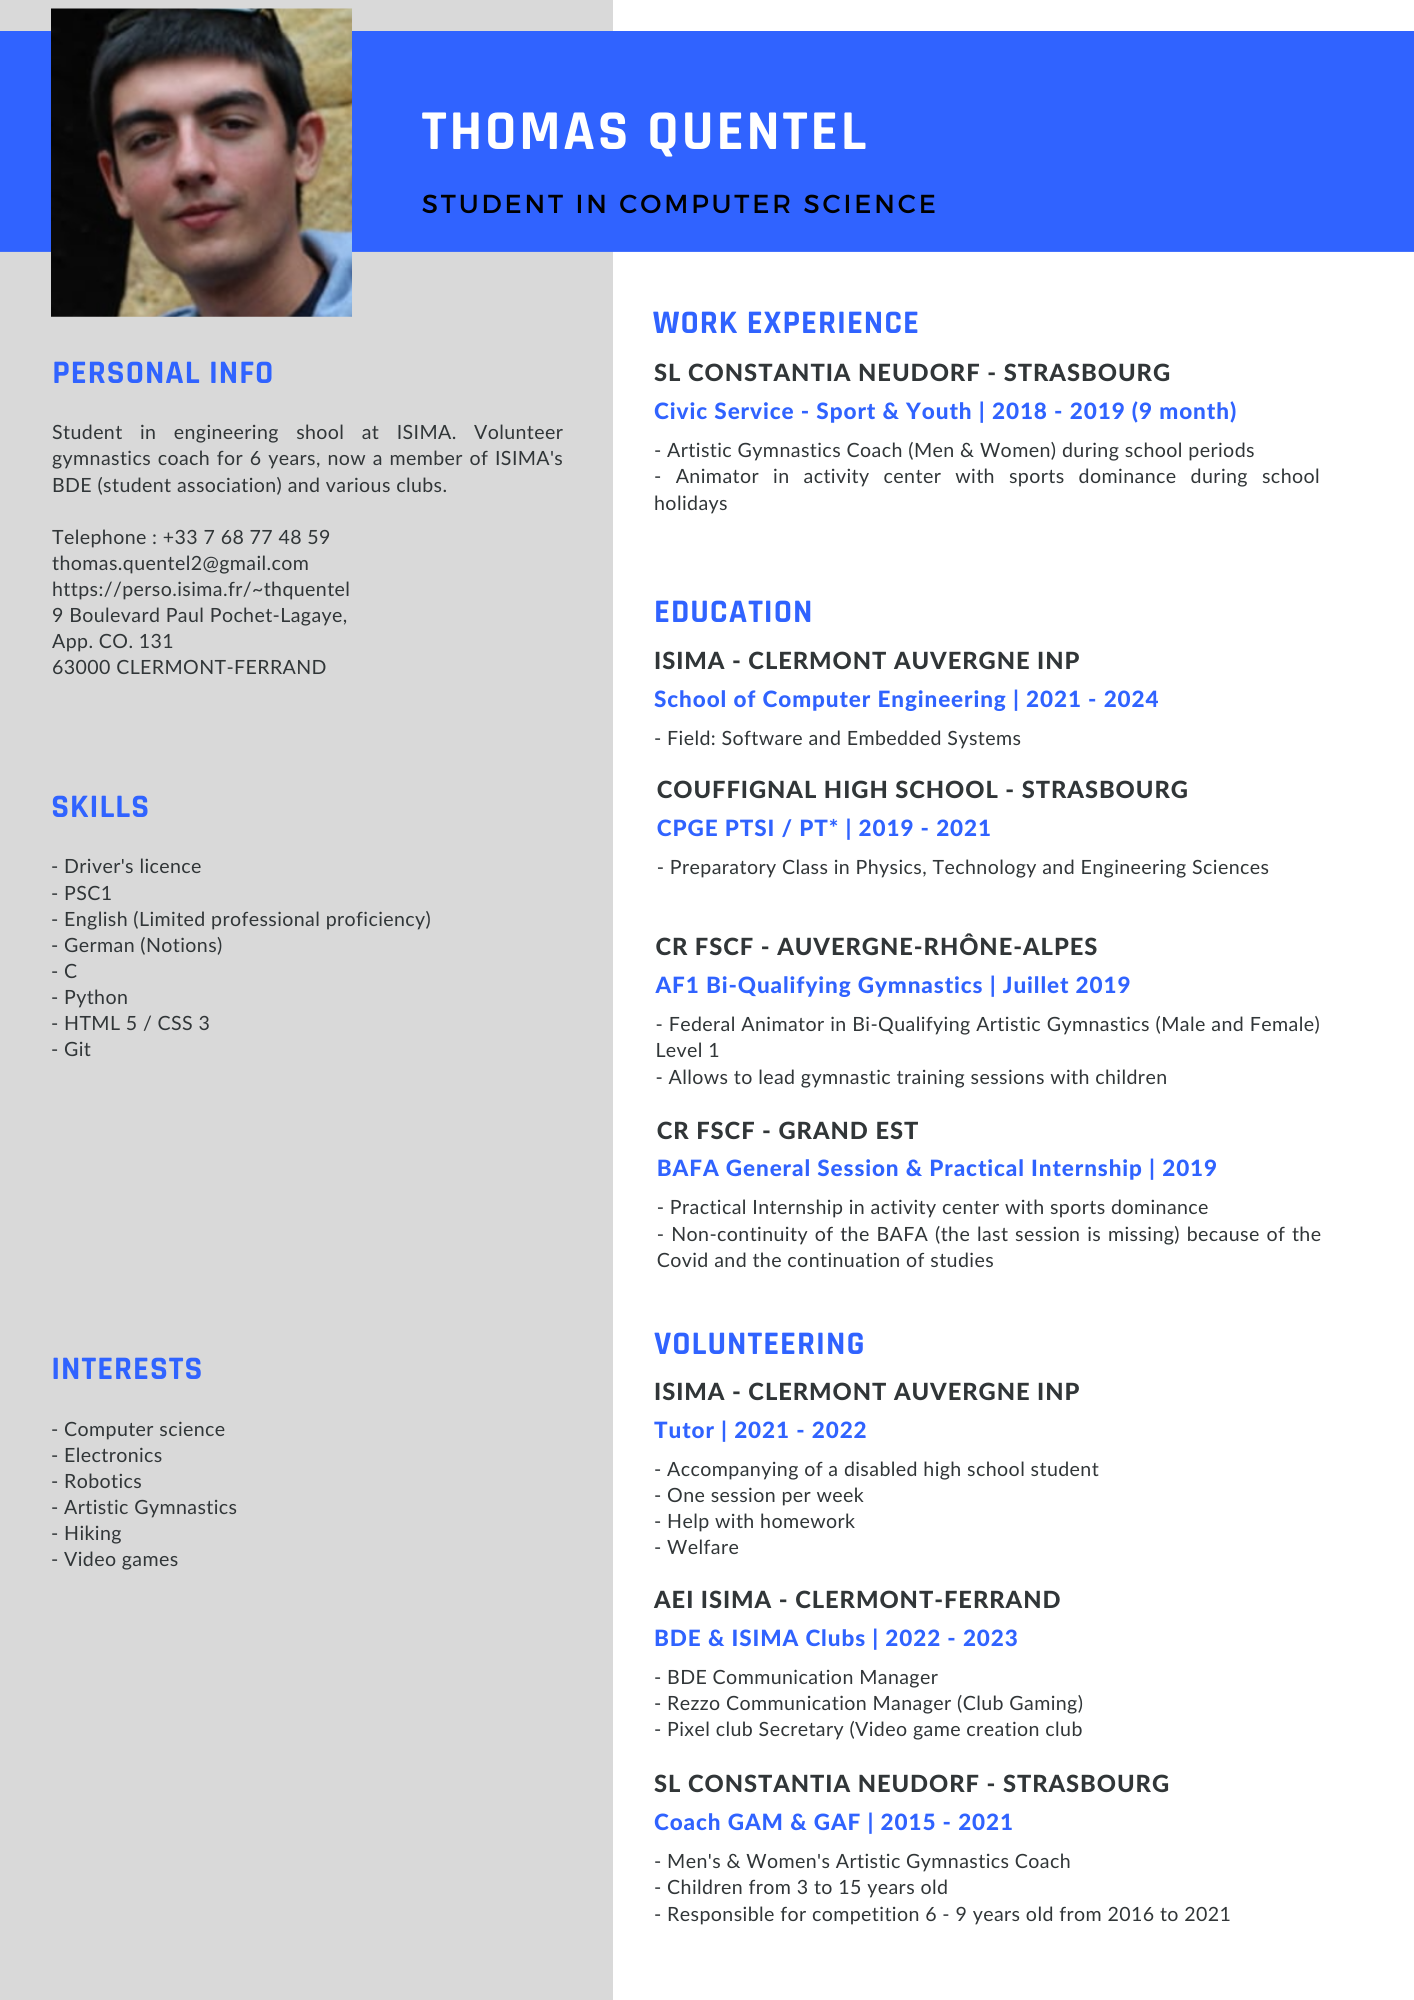 THOMAS QUENTEL
STUDENT IN COMPUTER SCIENCE
PERSONAL INFO
Student in engineering shool at ISIMA. Volunteer
gymnastics coach for 6 years, now a member of ISIMA's
BDE (student association) and various clubs.
Telephone : +33 7 68 77 48 59
thomas.quentel2@gmail.com
https://perso.isima.fr/~thquentel
9 Boulevard Paul Pochet-Lagaye,
App. CO. 131
63000 CLERMONT-FERRAND
SKILLS
- Driver's licence
- PSC1
- English (Limited professional proficiency)
- German (Notions)
- C
- Python
- HTML 5 / CSS 3
- Git
INTERESTS
- Computer science
- Electronics
- Robotics
- Artistic Gymnastics
- Hiking
- Video games
WORK EXPERIENCE
SL CONSTANTIA NEUDORF - STRASBOURG
Civic Service - Sport & Youth | 2018 - 2019 (9 month)
- Artistic Gymnastics Coach (Men & Women) during school periods
- Animator in activity center with sports dominance during school
holidays
EDUCATION
ISIMA - CLERMONT AUVERGNE INP
School of Computer Engineering | 2021 - 2024
- Field: Software and Embedded Systems
COUFFIGNAL HIGH SCHOOL - STRASBOURG
CPGE PTSI / PT* | 2019 - 2021
- Preparatory Class in Physics, Technology and Engineering Sciences
CR FSCF - AUVERGNE-RHÔNE-ALPES
AF1 Bi-Qualifying Gymnastics | Juillet 2019
- Federal Animator in Bi-Qualifying Artistic Gymnastics (Male and Female)
Level 1
- Allows to lead gymnastic training sessions with children
CR FSCF - GRAND EST
BAFA General Session & Practical Internship | 2019
- Practical Internship in activity center with sports dominance
- Non-continuity of the BAFA (the last session is missing) because of the
Covid and the continuation of studies
VOLUNTEERING
ISIMA - CLERMONT AUVERGNE INP
Tutor | 2021 - 2022
- Accompanying of a disabled high school student
- One session per week
- Help with homework
- Welfare
AEI ISIMA - CLERMONT-FERRAND
BDE & ISIMA Clubs | 2022 - 2023
- BDE Communication Manager
- Rezzo Communication Manager (Club Gaming)
- Pixel club Secretary (Video game creation club
SL CONSTANTIA NEUDORF - STRASBOURG
Coach GAM & GAF | 2015 - 2021
- Men's & Women's Artistic Gymnastics Coach
- Children from 3 to 15 years old
- Responsible for competition 6 - 9 years old from 2016 to 2021